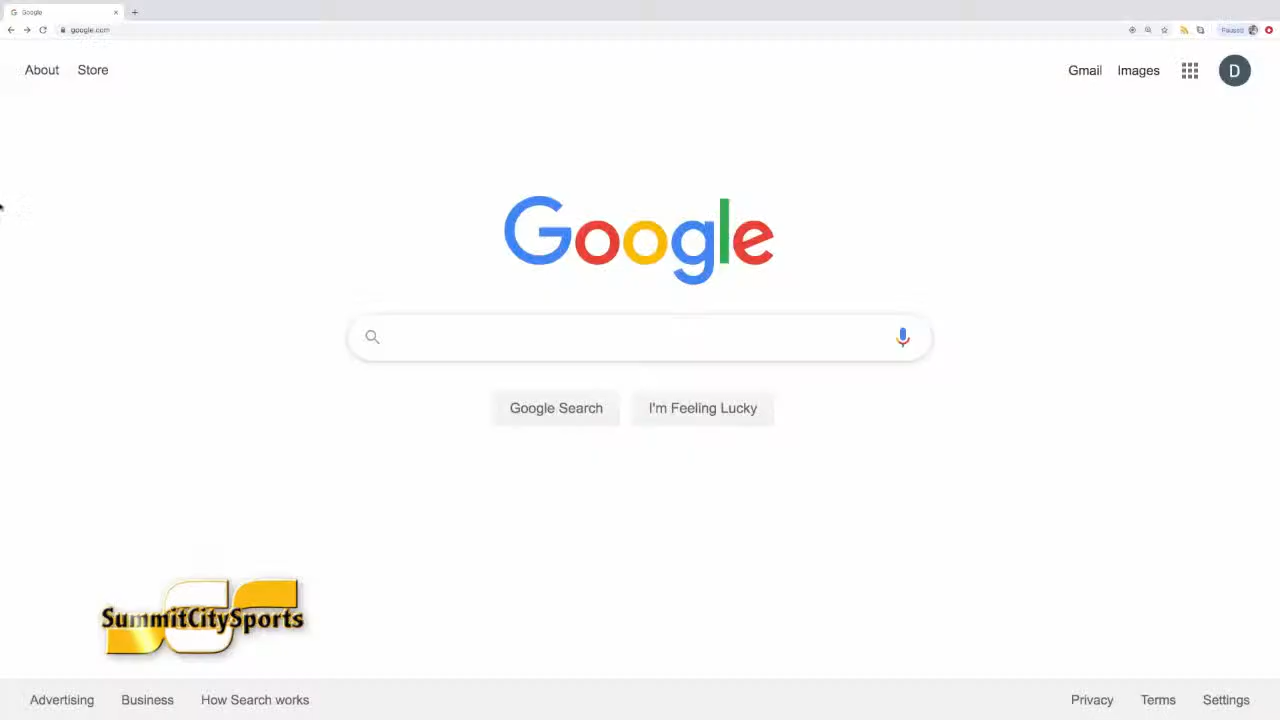 Google
google.com
Paused
About Store
Gmail Images
D
Google
Google Search I'm Feeling Lucky
SummitCitySports
Advertising Business How Search works
Privacy Terms Settings